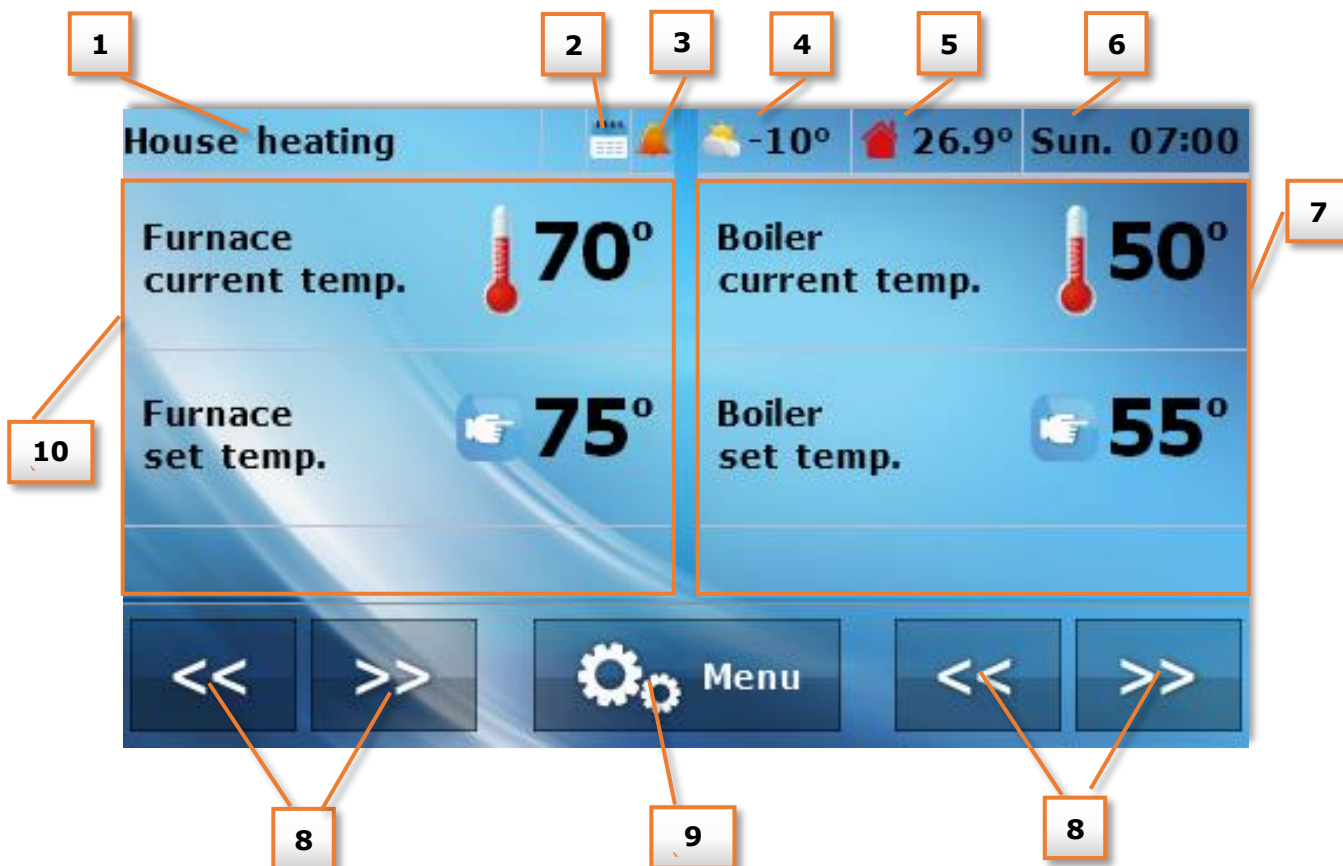 1
2
3
4
5
6
House heating
-10°
26.9°
Sun. 07:00
7
Furnace
current temp.
70°
Boiler
current temp.
50°
Furnace
set temp.
75°
Boiler
set temp.
55°
10
<<
>>
Menu
<<
>>
8
9
8